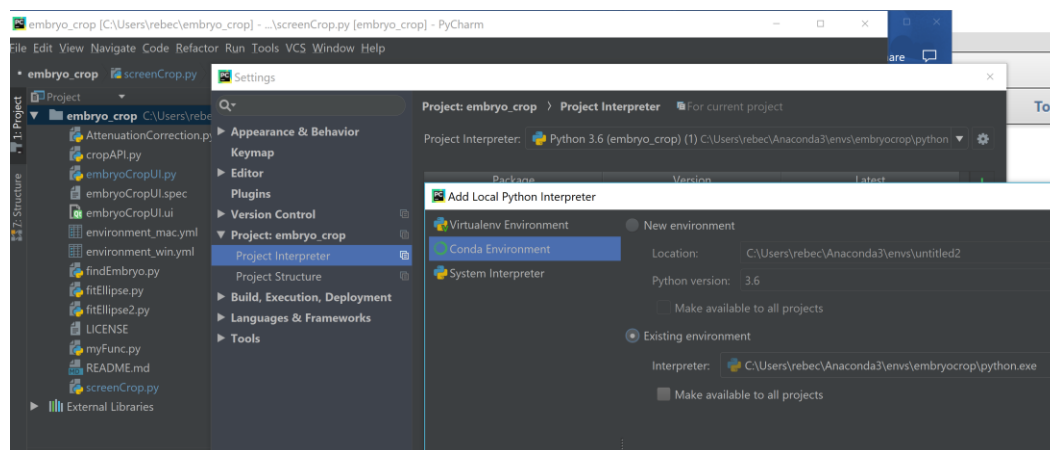 embryo_crop [C:\Users\rebec\embryo_crop] - ...\screenCrop.py [embryo_crop] - PyCharm
File Edit View Navigate Code Refactor Run Tools VCS Window Help
are
embryo_crop screenCrop.py
Settings
To
1: Project
7: Structure
Project
embryo_crop C:\Users\rebe
AttenuationCorrection.py
cropAPI.py
embryoCropUI.py
embryoCropUI.spec
embryoCropUI.ui
environment_mac.yml
environment_win.yml
findEmbryo.py
fitEllipse.py
fitEllipse2.py
LICENSE
myFunc.py
README.md
screenCrop.py
External Libraries
Appearance & Behavior
Keymap
Editor
Plugins
Version Control
Project: embryo_crop
Project Interpreter
Project Structure
Build, Execution, Deployment
Languages & Frameworks
Tools
Project: embryo_crop › Project Interpreter For current project
Project Interpreter: Python 3.6 (embryo_crop) (1) C:\Users\rebec\Anaconda3\envs\embryocrop\python
Package Version Latest
Add Local Python Interpreter
Virtualenv Environment
Conda Environment
System Interpreter
New environment
Location: C:\Users\rebec\Anaconda3\envs\untitled2
Python version: 3.6
Make available to all projects
Existing environment
Interpreter: C:\Users\rebec\Anaconda3\envs\embryocrop\python.exe
Make available to all projects